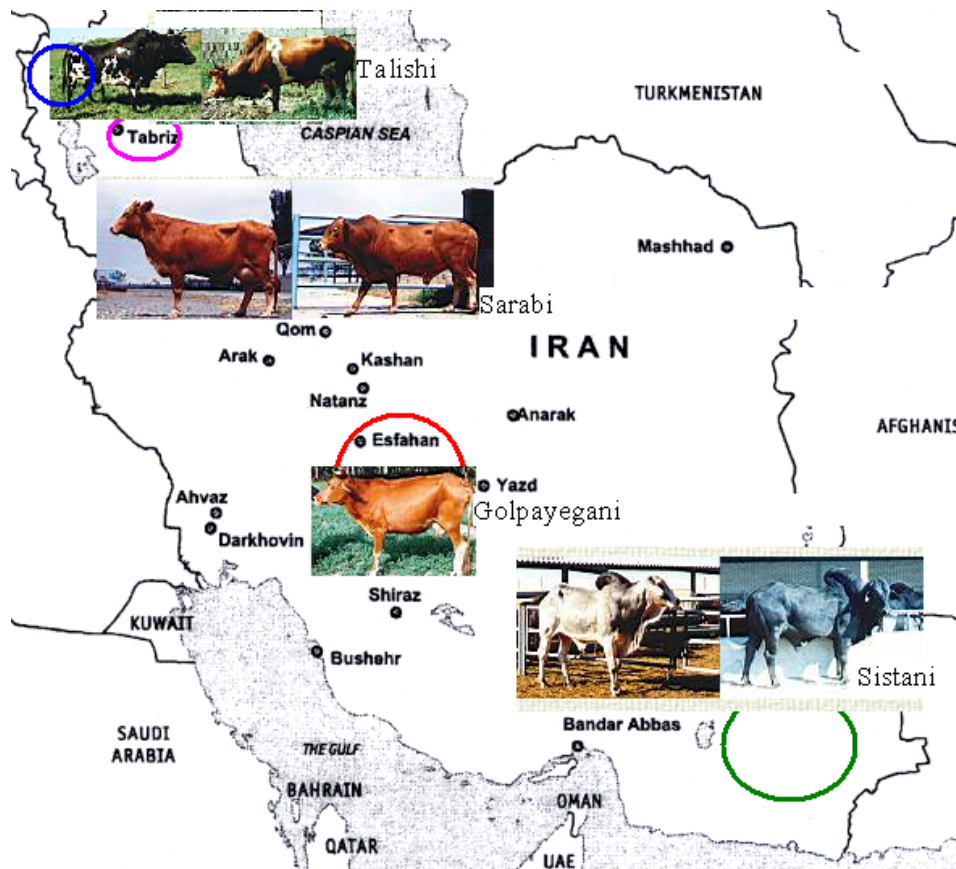 Talishi
TURKMENISTAN
CASPIAN SEA
Tabriz
Mashhad
Sarabi
Qom
IRAN
Arak
Kashan
Natanz
Anarak
Esfahan
AFGHANIS
Yazd
Golpayegani
Ahvaz
Darkhovin
Shiraz
KUWAIT
Bushehr
Sistani
Bandar Abbas
SAUDI
ARABIA
THE GULF
BAHRAIN
OMAN
QATAR
UAE